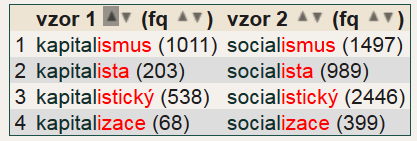 vzor 1 ▲▼ (fq ▲▼) vzor 2 ▲▼ (fq ▲▼)
1 kapitalismus (1011) socialismus (1497)
2 kapitalista (203) socialista (989)
3 kapitalistický (538) socialistický (2446)
4 kapitalizace (68) socializace (399)